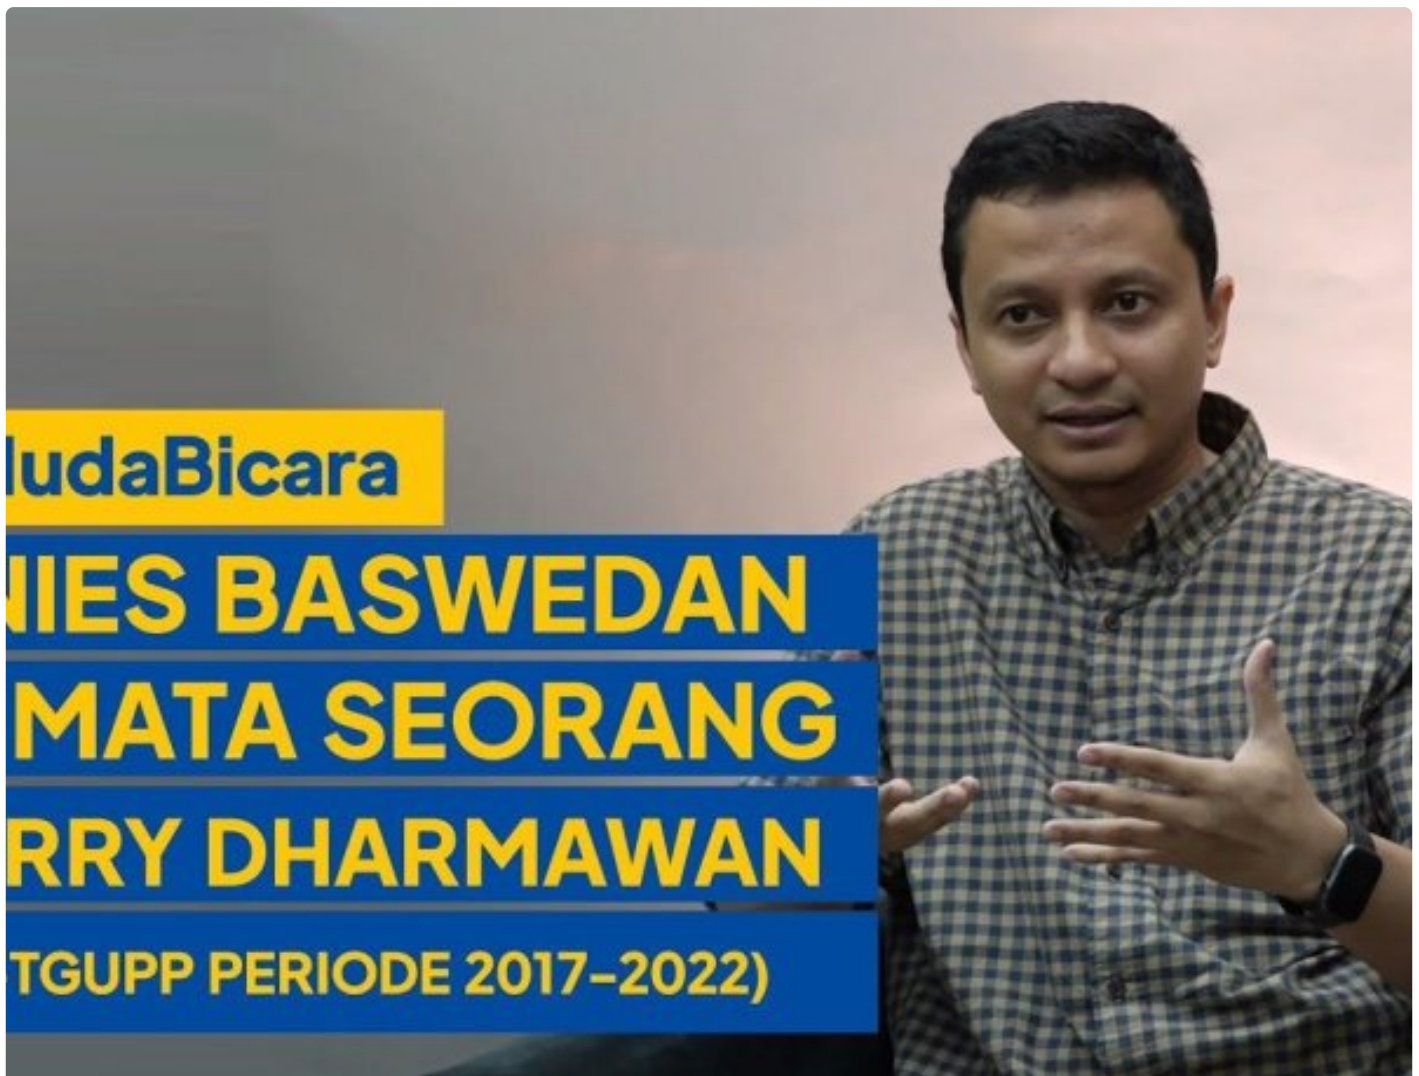 udaBicara
NIES BASWEDAN
MATA SEORANG
RRY DHARMAWAN
TGUPP PERIODE 2017-2022)